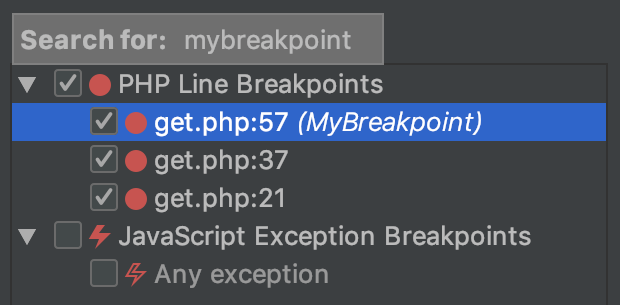 Search for: mybreakpoint
PHP Line Breakpoints
get.php:57 (MyBreakpoint)
get.php:37
get.php:21
JavaScript Exception Breakpoints
Any exception